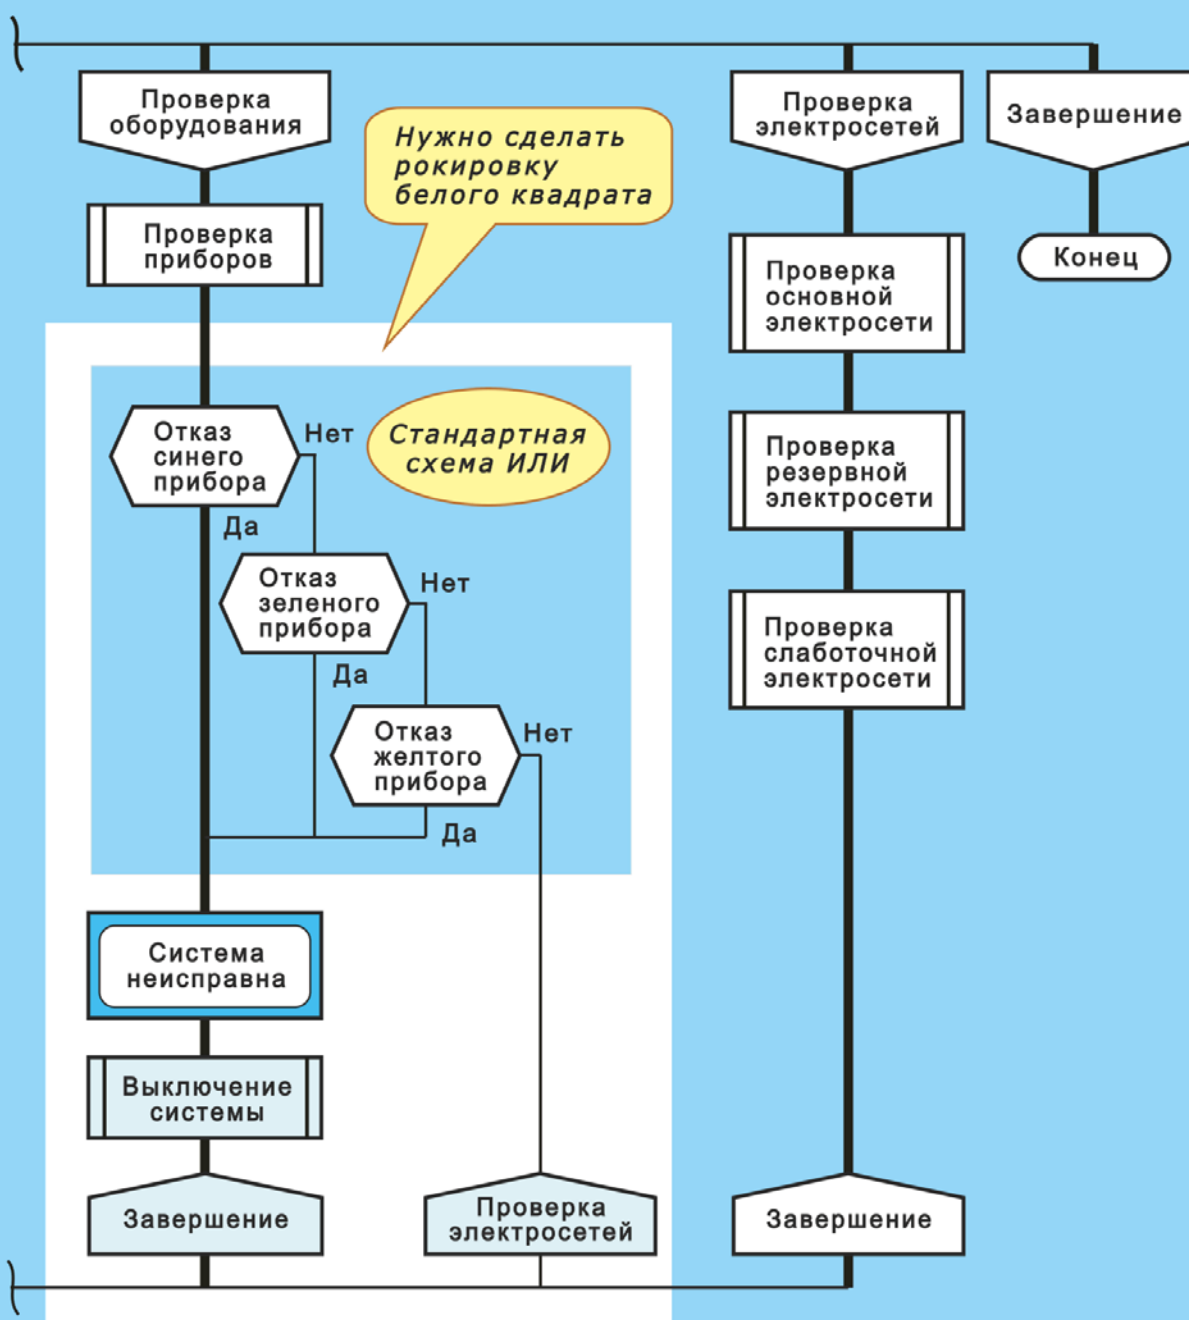 Проверка
оборудования
Проверка
приборов
Нужно сделать
рокировку
белого квадрата
Отказ
синего
прибора
Нет
Да
Стандартная
схема ИЛИ
Отказ
зеленого
прибора
Нет
Да
Отказ
желтого
прибора
Нет
Да
Система
неисправна
Выключение
системы
Завершение
Проверка
электросетей
Проверка
электросетей
Проверка
основной
электросети
Проверка
резервной
электросети
Проверка
слаботочной
электросети
Завершение
Завершение
Конец